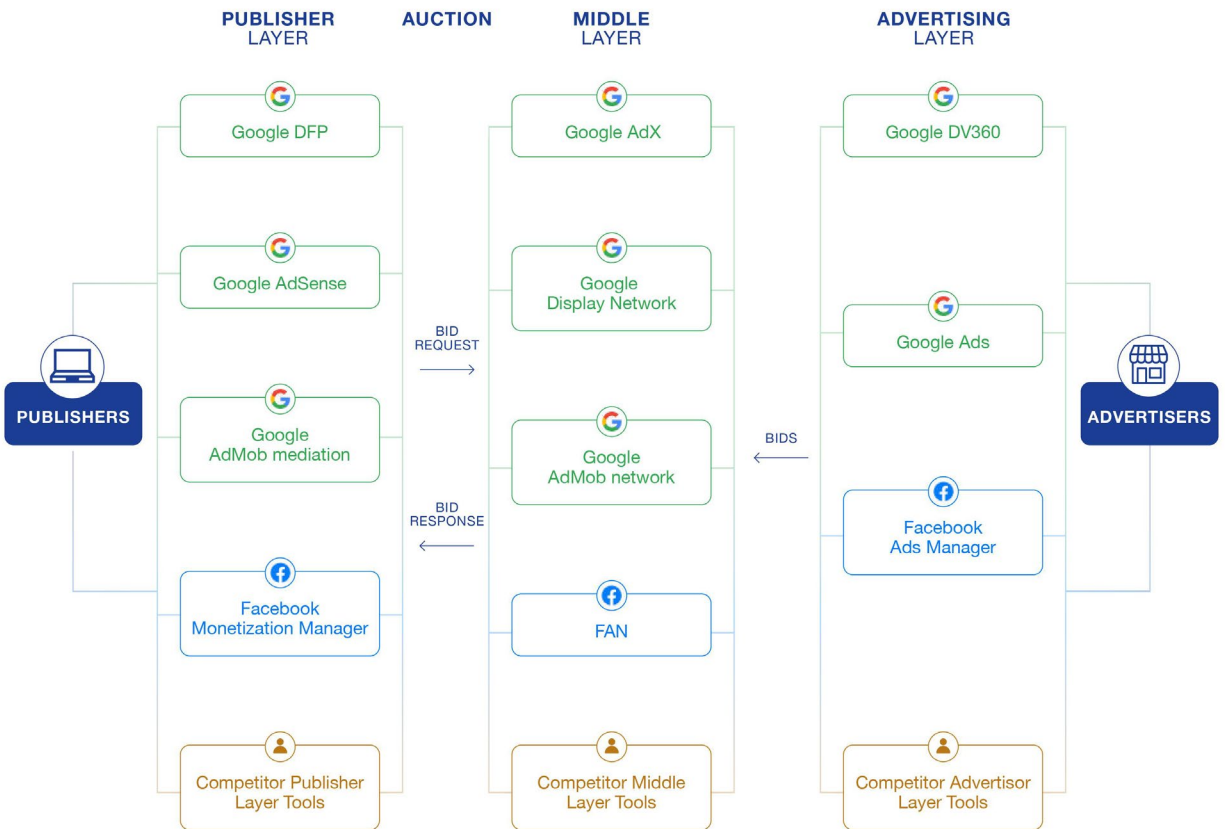 PUBLISHER
LAYER
AUCTION
MIDDLE
LAYER
ADVERTISING
LAYER
Google DFP
Google AdX
Google DV360
Google AdSense
Google
Display Network
Google Ads
BID
REQUEST
PUBLISHERS
ADVERTISERS
Google
AdMob mediation
Google
AdMob network
BIDS
BID
RESPONSE
Facebook
Ads Manager
Facebook
Monetization Manager
FAN
Competitor Publisher
Layer Tools
Competitor Middle
Layer Tools
Competitor Advertisor
Layer Tools